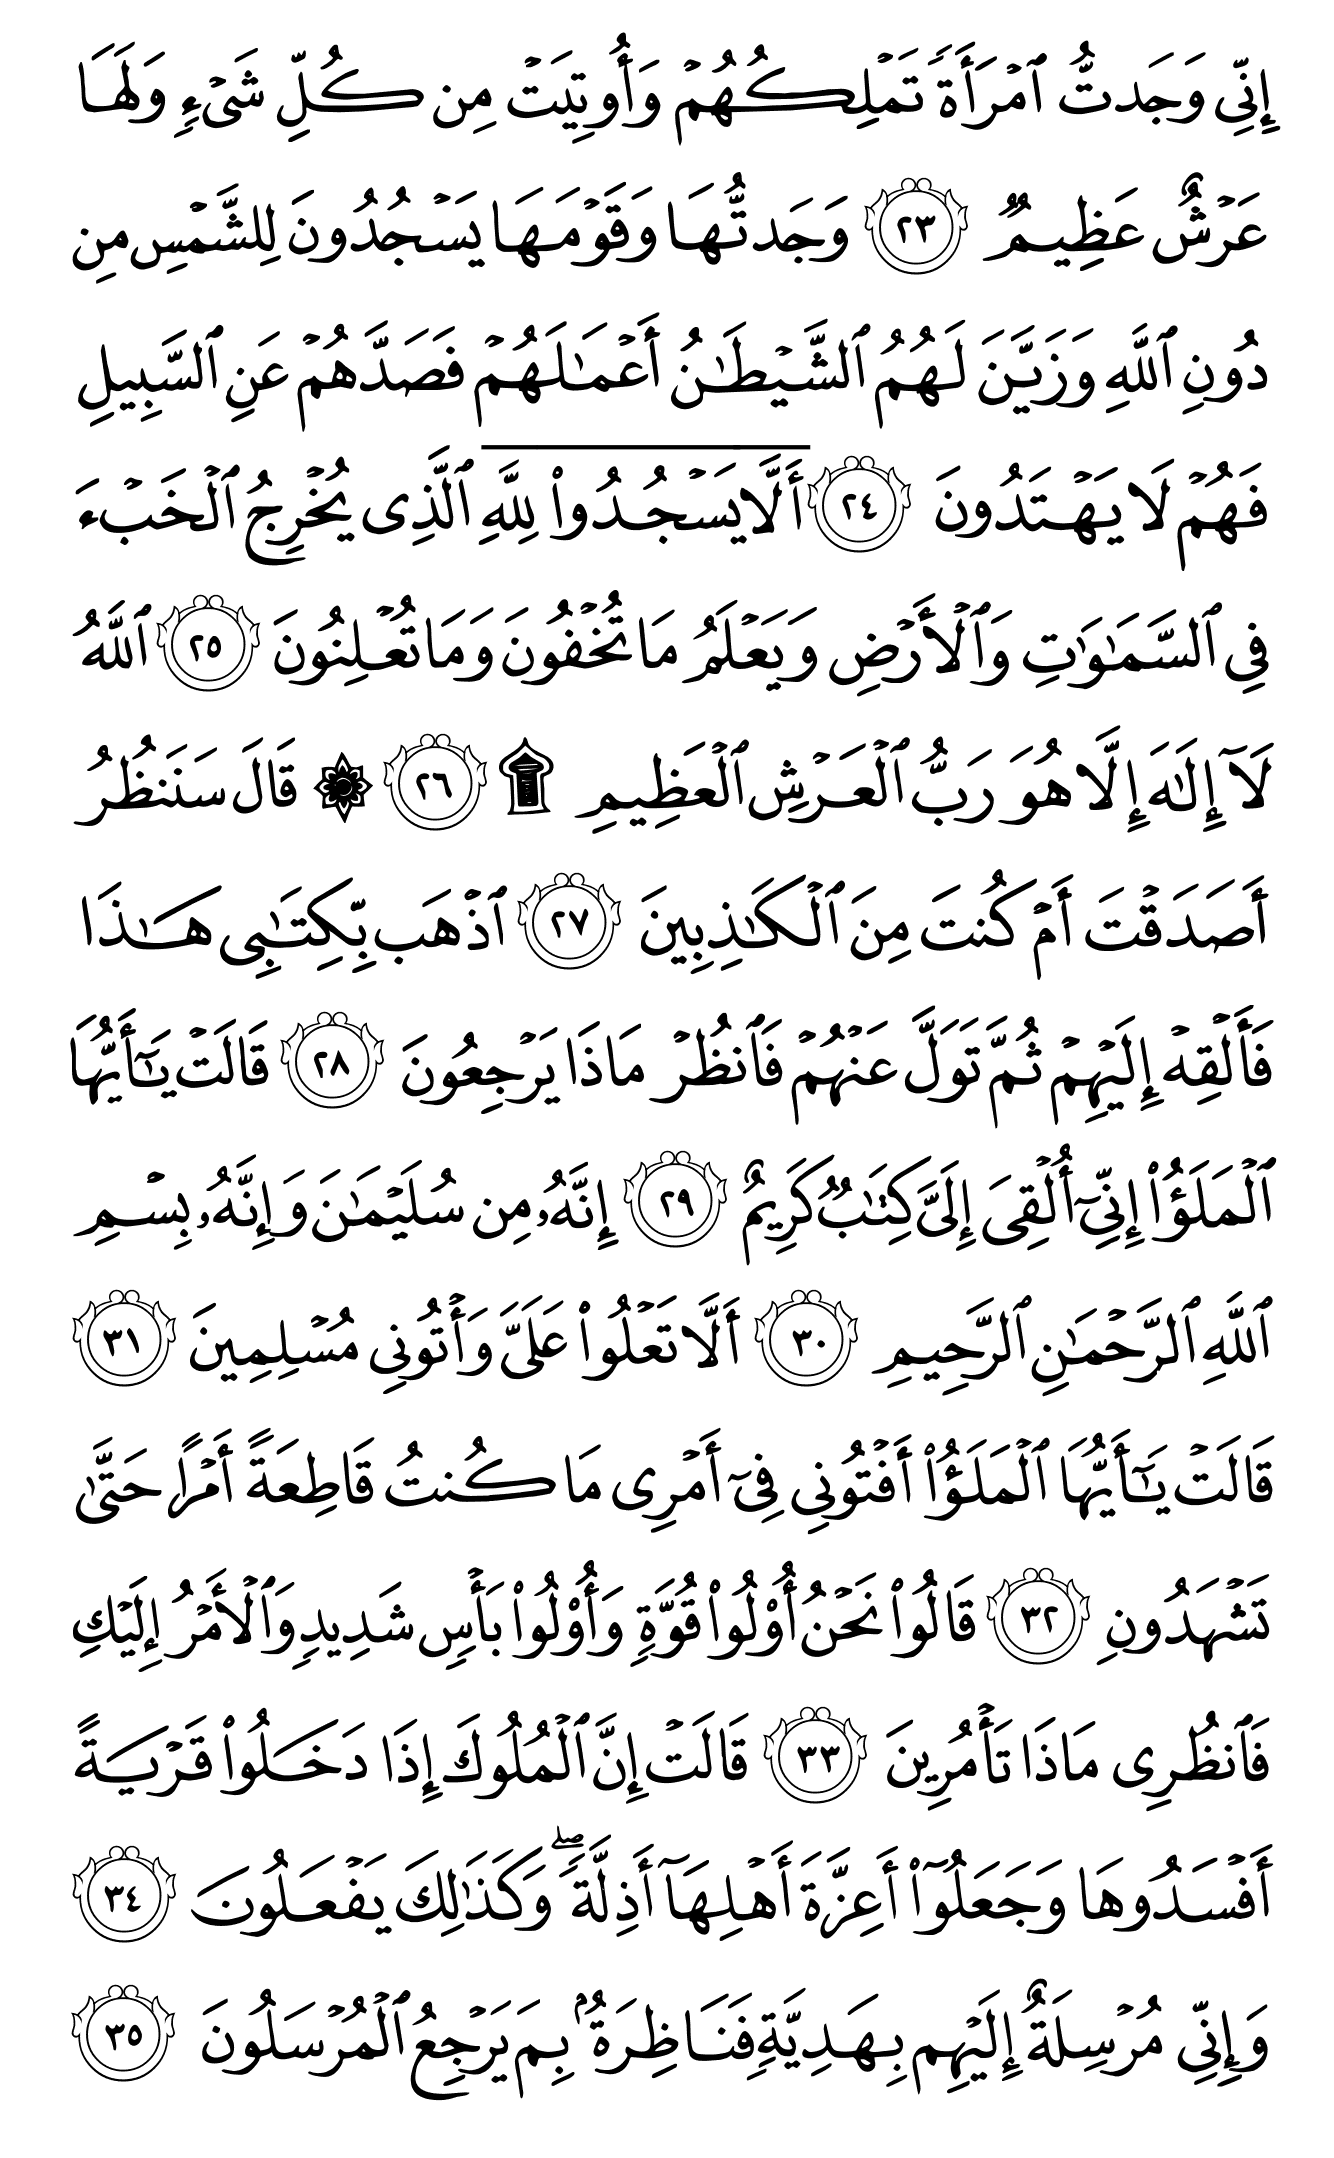 إِنِّى وَجَدتُّ ٱمْرَأَةً تَمْلِكُهُمْ وَأُوتِيَتْ مِن كُلِّ شَىْءٍ وَلَهَا
عَرْشٌ عَظِيمٌ ٢٣ وَجَدتُّهَا وَقَوْمَهَا يَسْجُدُونَ لِلشَّمْسِ مِن
دُونِ ٱللَّهِ وَزَيَّنَ لَهُمُ ٱلشَّيْطَـٰنُ أَعْمَـٰلَهُمْ فَصَدَّهُمْ عَنِ ٱلسَّبِيلِ
فَهُمْ لَا يَهْتَدُونَ ٢٤ أَلَّا يَسْجُدُوا۟ لِلَّهِ ٱلَّذِى يُخْرِجُ ٱلْخَبْءَ
فِى ٱلسَّمَـٰوَٰتِ وَٱلْأَرْضِ وَيَعْلَمُ مَا تُخْفُونَ وَمَا تُعْلِنُونَ ٢٥ ٱللَّهُ
لَآ إِلَـٰهَ إِلَّا هُوَ رَبُّ ٱلْعَرْشِ ٱلْعَظِيمِ ۩ ٢٦ ۞ قَالَ سَنَنظُرُ
أَصَدَقْتَ أَمْ كُنتَ مِنَ ٱلْكَـٰذِبِينَ ٢٧ ٱذْهَب بِّكِتَـٰبِى هَـٰذَا
فَأَلْقِهْ إِلَيْهِمْ ثُمَّ تَوَلَّ عَنْهُمْ فَٱنظُرْ مَاذَا يَرْجِعُونَ ٢٨ قَالَتْ يَـٰٓأَيُّهَا
ٱلْمَلَؤُا۟ إِنِّىٓ أُلْقِىَ إِلَىَّ كِتَـٰبٌ كَرِيمٌ ٢٩ إِنَّهُۥ مِن سُلَيْمَـٰنَ وَإِنَّهُۥ بِسْمِ
ٱللَّهِ ٱلرَّحْمَـٰنِ ٱلرَّحِيمِ ٣٠ أَلَّا تَعْلُوا۟ عَلَىَّ وَأْتُونِى مُسْلِمِينَ ٣١
قَالَتْ يَـٰٓأَيُّهَا ٱلْمَلَؤُا۟ أَفْتُونِى فِىٓ أَمْرِى مَا كُنتُ قَاطِعَةً أَمْرًا حَتَّىٰ
تَشْهَدُونِ ٣٢ قَالُوا۟ نَحْنُ أُو۟لُوا۟ قُوَّةٍ وَأُو۟لُوا۟ بَأْسٍ شَدِيدٍ وَٱلْأَمْرُ إِلَيْكِ
فَٱنظُرِى مَاذَا تَأْمُرِينَ ٣٣ قَالَتْ إِنَّ ٱلْمُلُوكَ إِذَا دَخَلُوا۟ قَرْيَةً
أَفْسَدُوهَا وَجَعَلُوٓا۟ أَعِزَّةَ أَهْلِهَآ أَذِلَّةً ۖ وَكَذَٰلِكَ يَفْعَلُونَ ٣٤
وَإِنِّى مُرْسِلَةٌ إِلَيْهِم بِهَدِيَّةٍ فَنَاظِرَةٌۢ بِمَ يَرْجِعُ ٱلْمُرْسَلُونَ ٣٥